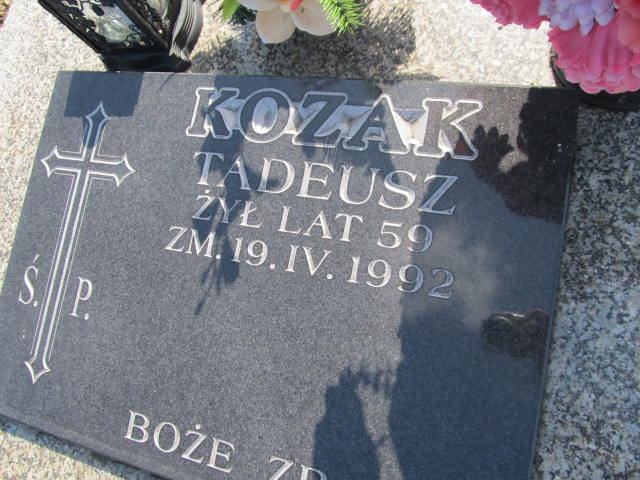 KOZAK
TADEUSZ
ŻYŁ LAT 59
ZM. 19. IV. 1992
Ś. P.
BOŻE